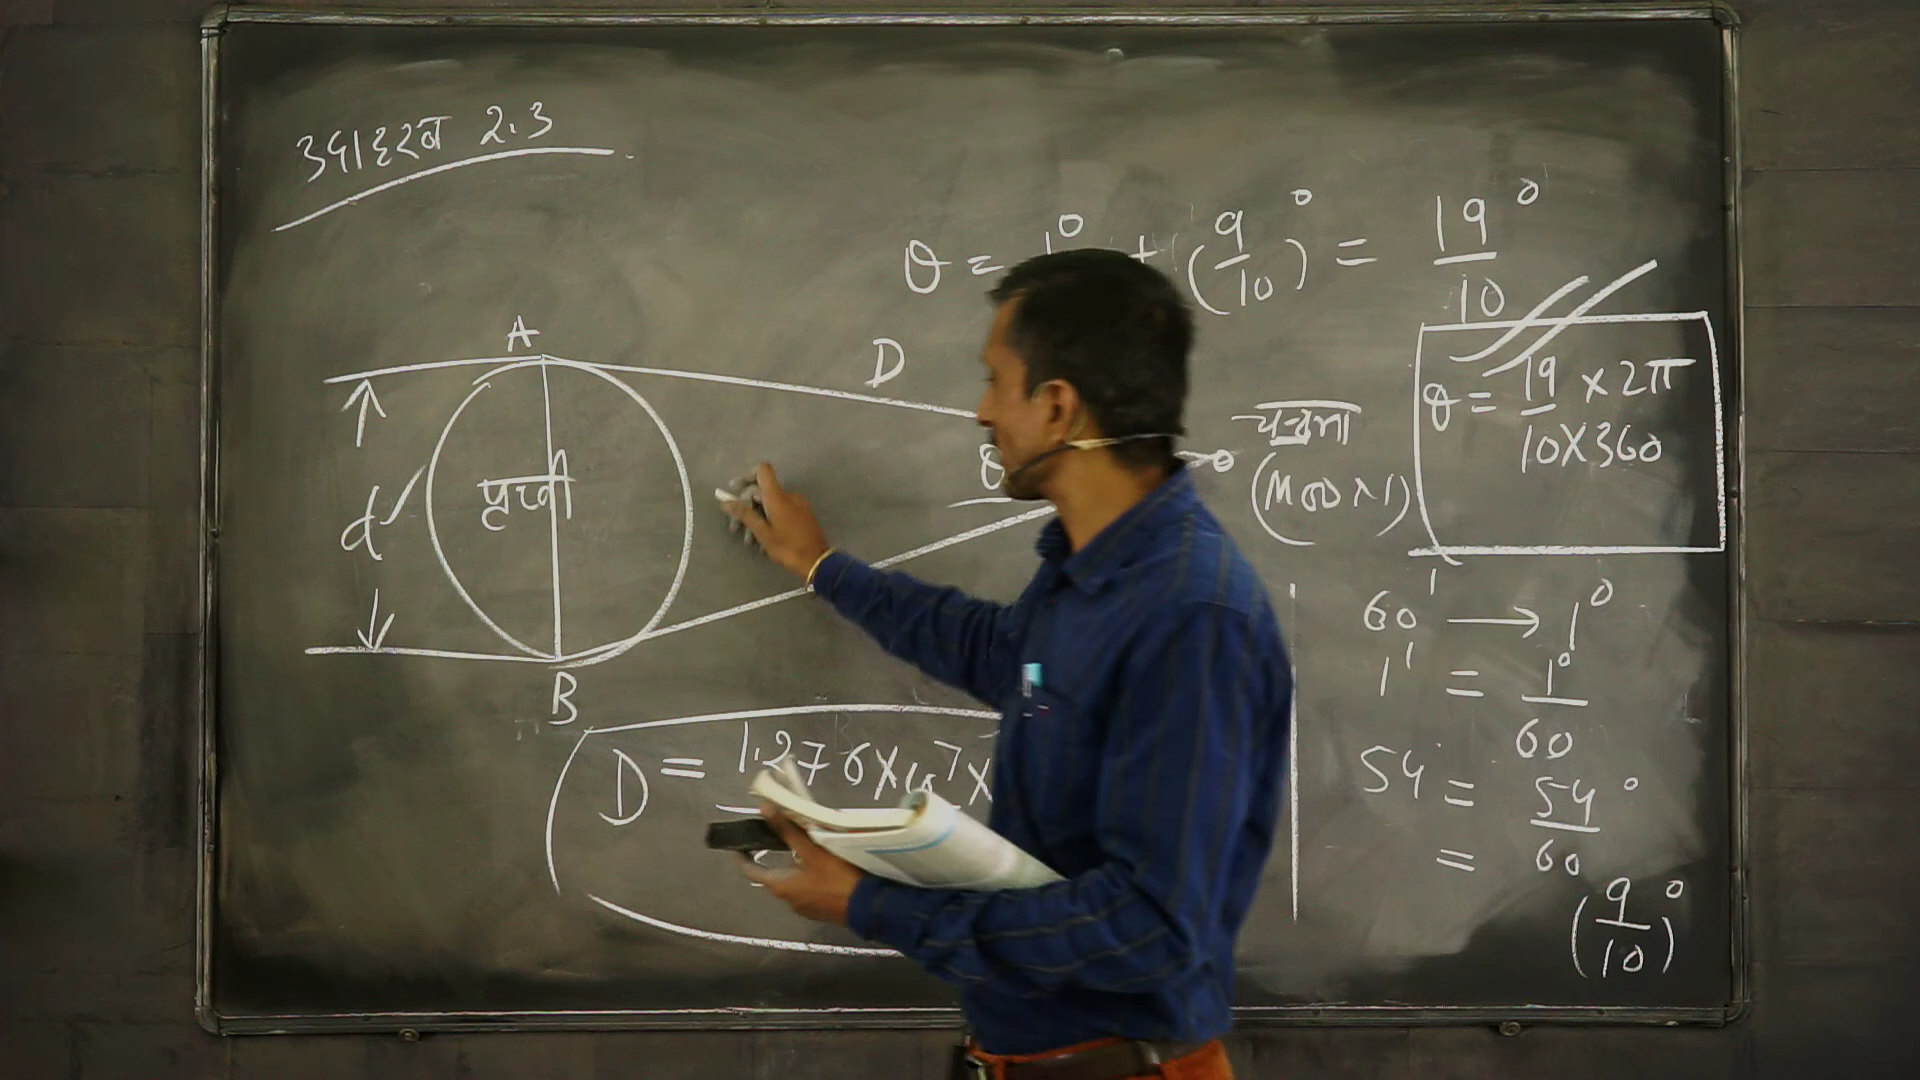 उदाहरन 2.3
θ = 1° + (9/10)° = 19°/10
A
D
θ = 19 × 2π
10×360
चन्द्रमा
(MOON)
θ
पृथ्वी
d
60' → 1°
1' = 1°/60
B
54 = 54°/60
D = 1.276×10⁷×
= (9/10)°